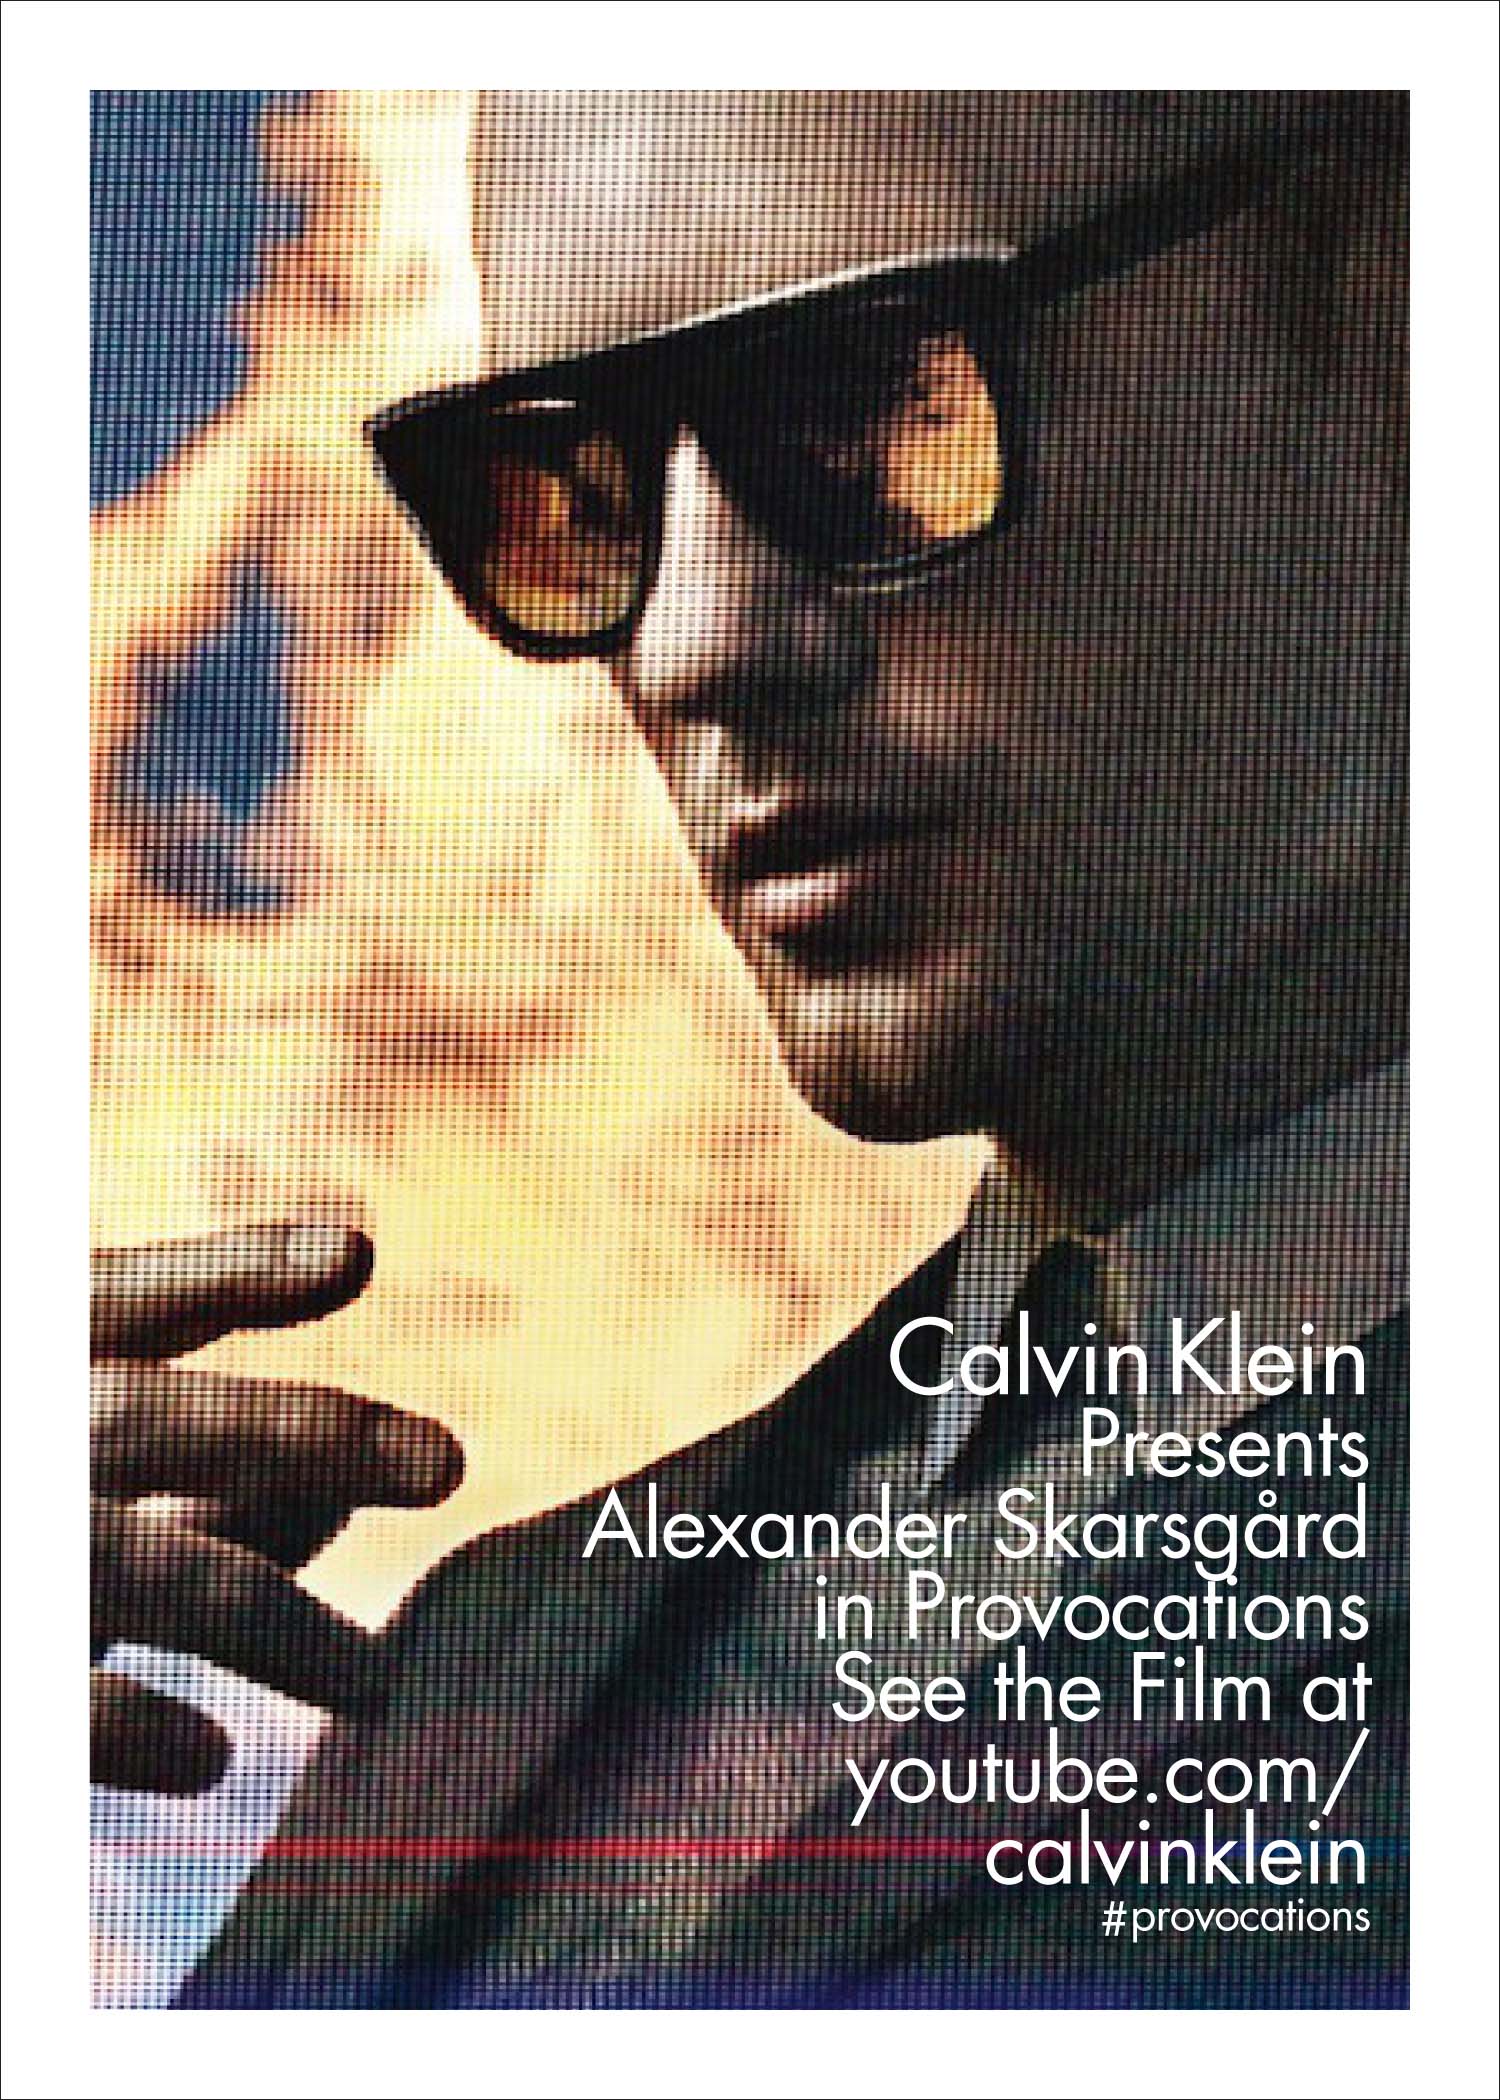 Calvin Klein
Presents
Alexander Skarsgård
in Provocations
See the Film at
youtube.com/
calvinklein
#provocations